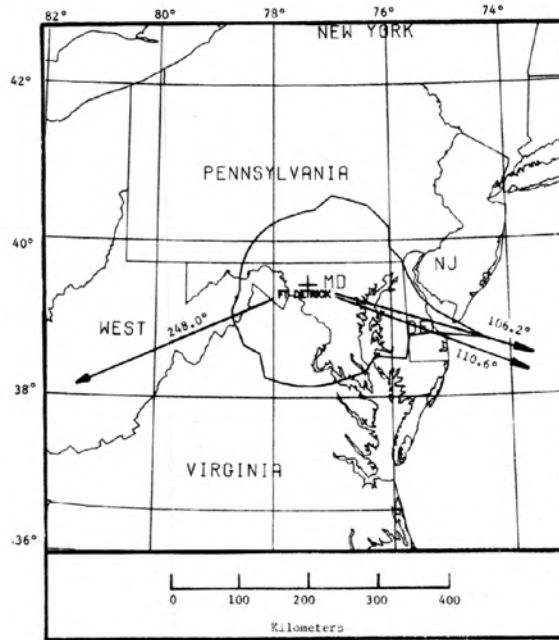 82° 80° 78° 76° 74°
NEW YORK
42°
PENNSYLVANIA
40°
NJ
MD
FT DETRICK
WEST
248.0°
DE
106.2°
110.6°
38°
VIRGINIA
36°
0 100 200 300 400
Kilometers